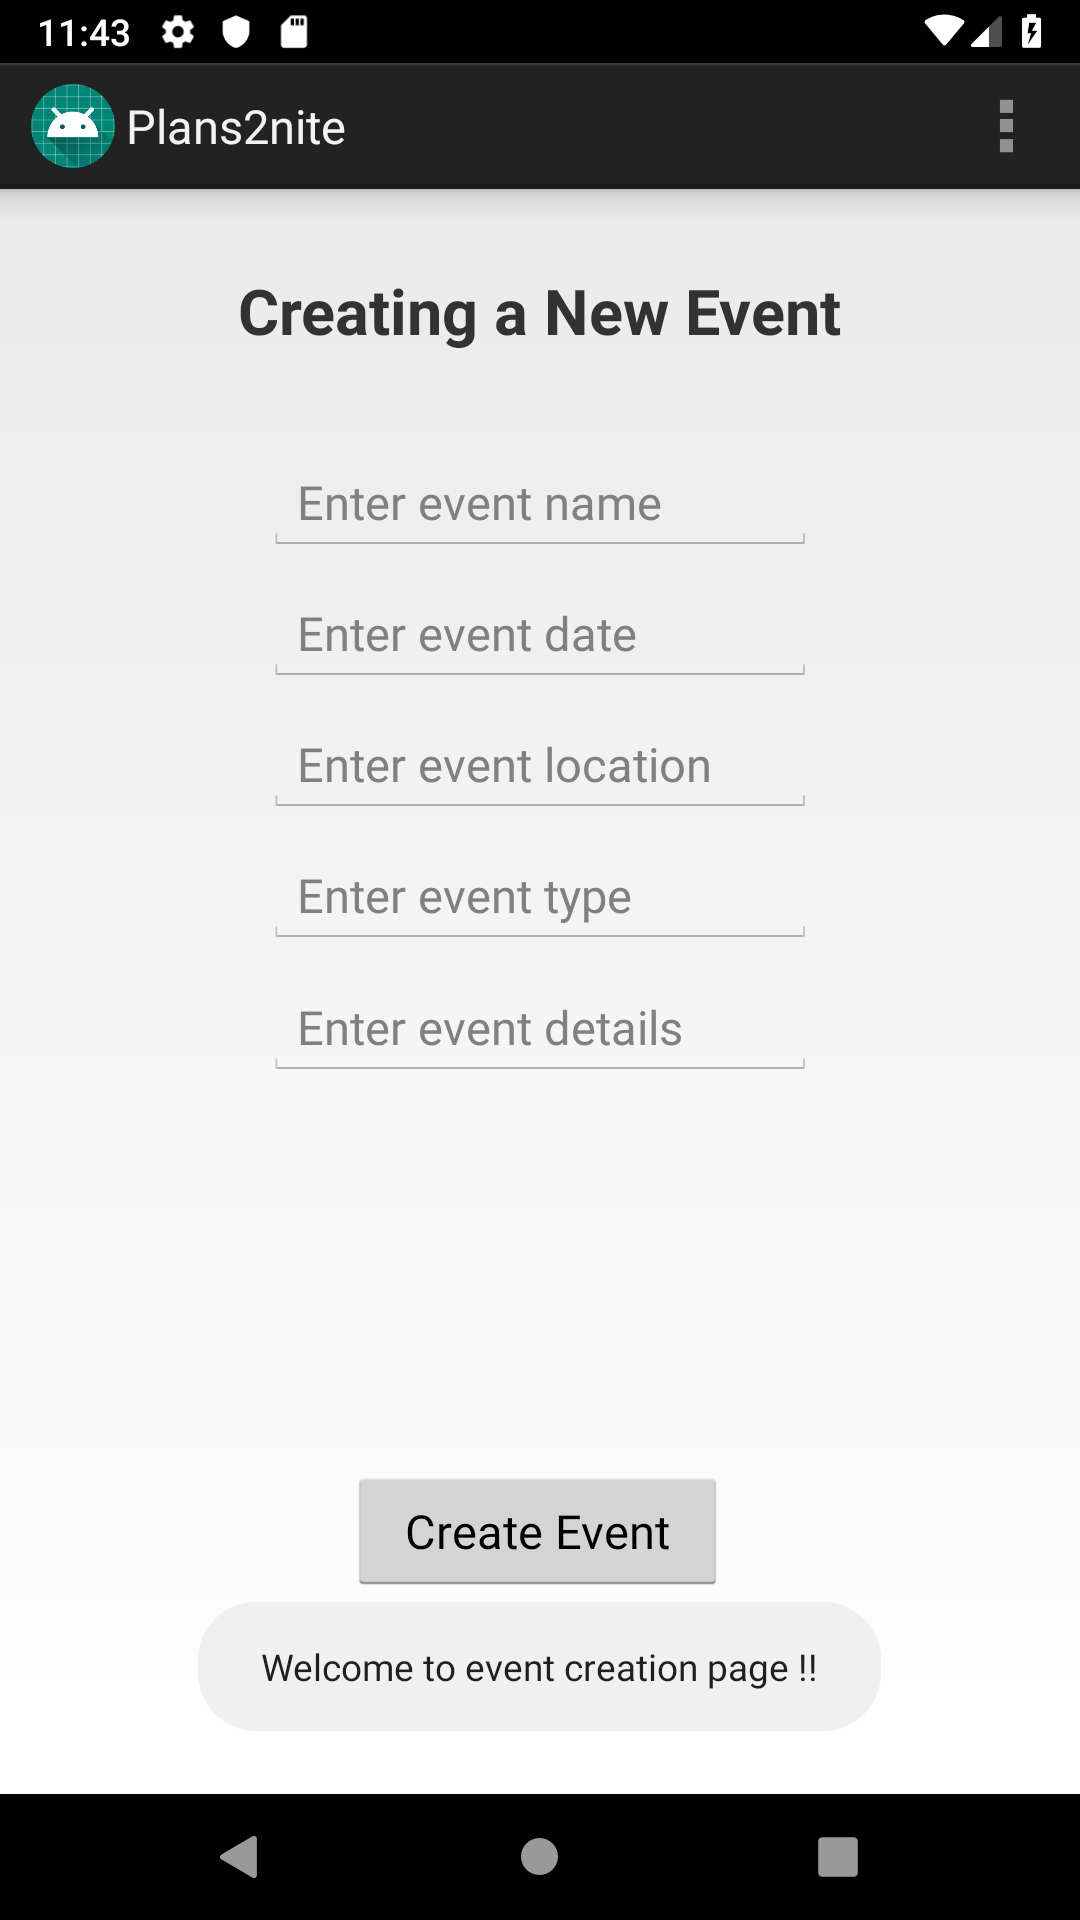 11:43
Plans2nite
Creating a New Event
Enter event name
Enter event date
Enter event location
Enter event type
Enter event details
Create Event
Welcome to event creation page !!